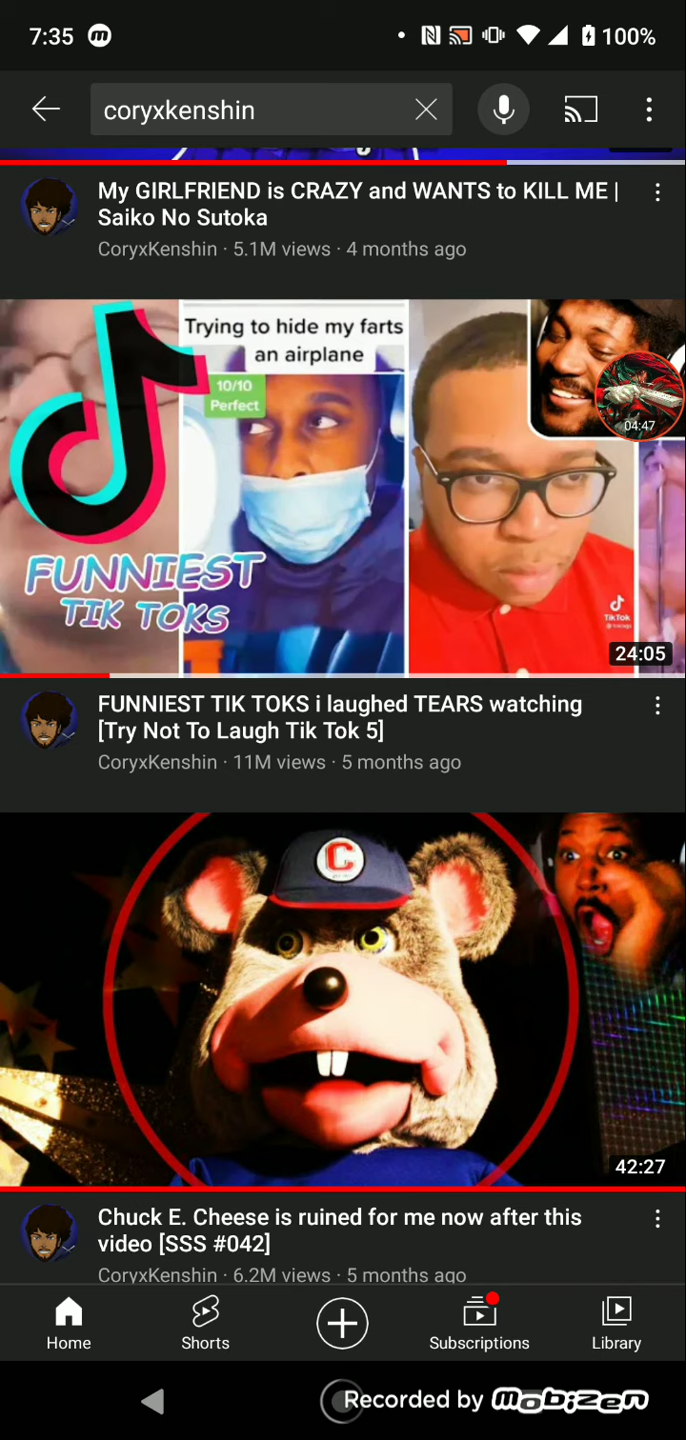 7:35
100%
coryxkenshin
My GIRLFRIEND is CRAZY and WANTS to KILL ME |
Saiko No Sutoka
CoryxKenshin · 5.1M views · 4 months ago
Trying to hide my farts
an airplane
10/10
Perfect
04:47
FUNNIEST
TIK TOKS
TikTok
24:05
FUNNIEST TIK TOKS i laughed TEARS watching
[Try Not To Laugh Tik Tok 5]
CoryxKenshin · 11M views · 5 months ago
C
42:27
Chuck E. Cheese is ruined for me now after this
video [SSS #042]
CoryxKenshin · 6.2M views · 5 months ago
Home
Shorts
Subscriptions
Library
Recorded by Mobizen